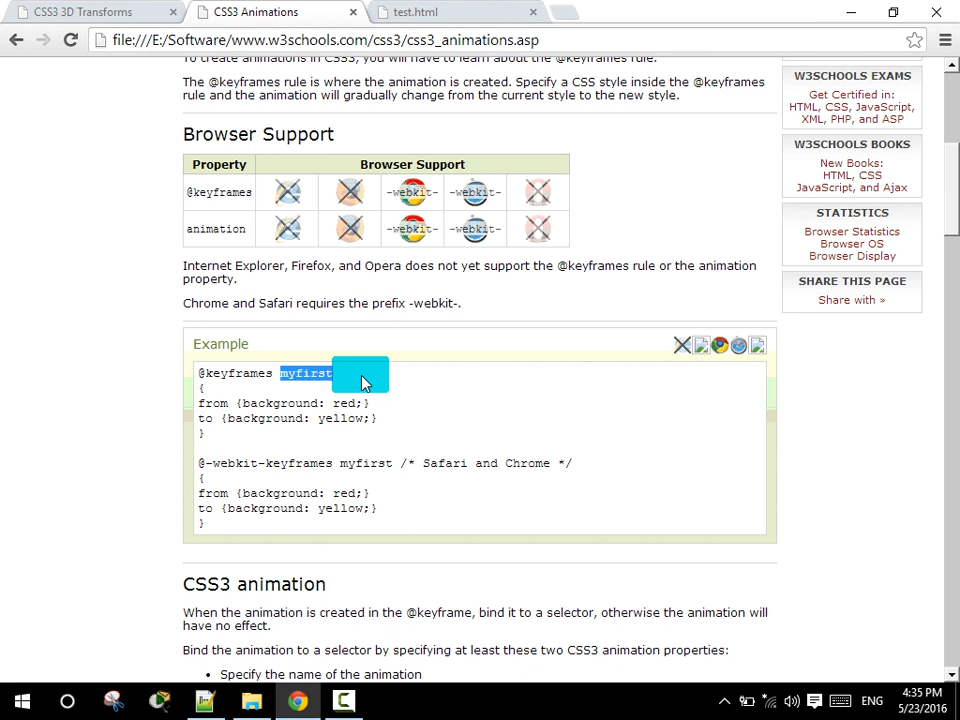 CSS3 3D Transforms
CSS3 Animations
test.html
file:///E:/Software/www.w3schools.com/css3/css3_animations.asp
To create animations in CSS3, you will have to learn about the @keyframes rule.
The @keyframes rule is where the animation is created. Specify a CSS style inside the @keyframes
rule and the animation will gradually change from the current style to the new style.
Browser Support
Property Browser Support
@keyframes -webkit- -webkit-
animation -webkit- -webkit-
Internet Explorer, Firefox, and Opera does not yet support the @keyframes rule or the animation
property.
Chrome and Safari requires the prefix -webkit-.
Example
@keyframes myfirst
{
from {background: red;}
to {background: yellow;}
}
@-webkit-keyframes myfirst /* Safari and Chrome */
{
from {background: red;}
to {background: yellow;}
}
CSS3 animation
When the animation is created in the @keyframe, bind it to a selector, otherwise the animation will
have no effect.
Bind the animation to a selector by specifying at least these two CSS3 animation properties:
• Specify the name of the animation
W3SCHOOLS EXAMS
Get Certified in:
HTML, CSS, JavaScript,
XML, PHP, and ASP
W3SCHOOLS BOOKS
New Books:
HTML, CSS
JavaScript, and Ajax
STATISTICS
Browser Statistics
Browser OS
Browser Display
SHARE THIS PAGE
Share with »
ENG
4:35 PM
5/23/2016